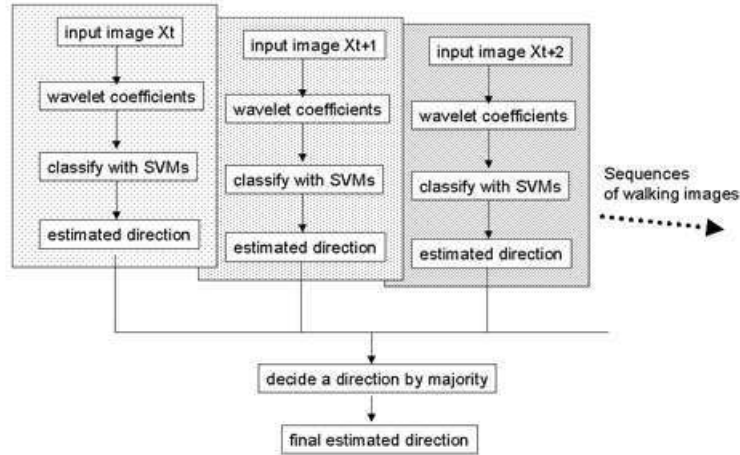 input image Xt
wavelet coefficients
classify with SVMs
estimated direction
input image Xt+1
wavelet coefficients
classify with SVMs
estimated direction
input image Xt+2
wavelet coefficients
classify with SVMs
estimated direction
Sequences
of walking images
decide a direction by majority
final estimated direction